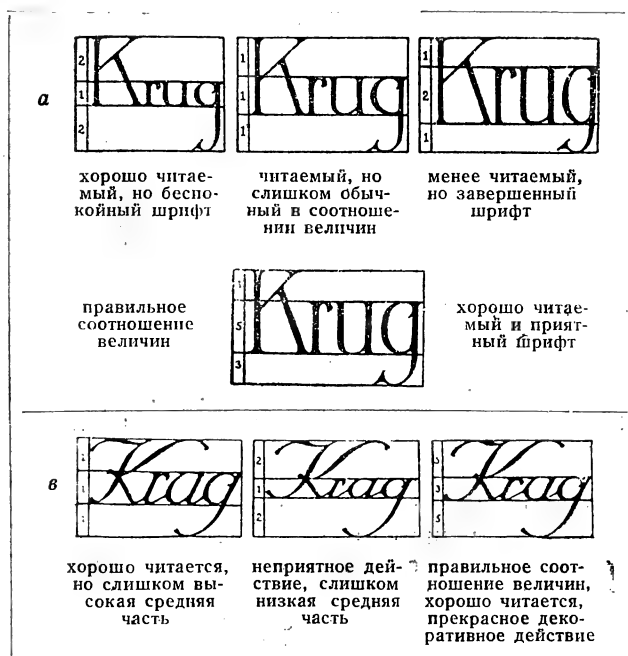 а
2
1
2
Krug
1
1
1
Krug
1
2
1
Krug
хорошо читае-
мый, но беспо-
койный шрифт
читаемый, но
слишком обыч-
ный в соотноше-
нии величин
менее читаемый,
но завершенный
шрифт
правильное
соотношение
величин
5
3
Krug
хорошо читае-
мый и прият-
ный шрифт
в
1
Krag
2
1
2
Krag
3
5
Krag
хорошо читается,
но слишком вы-
сокая средняя
часть
неприятное дей-
ствие, слишком
низкая средняя
часть
правильное соот-
ношение величин,
хорошо читается,
прекрасное деко-
ративное действие